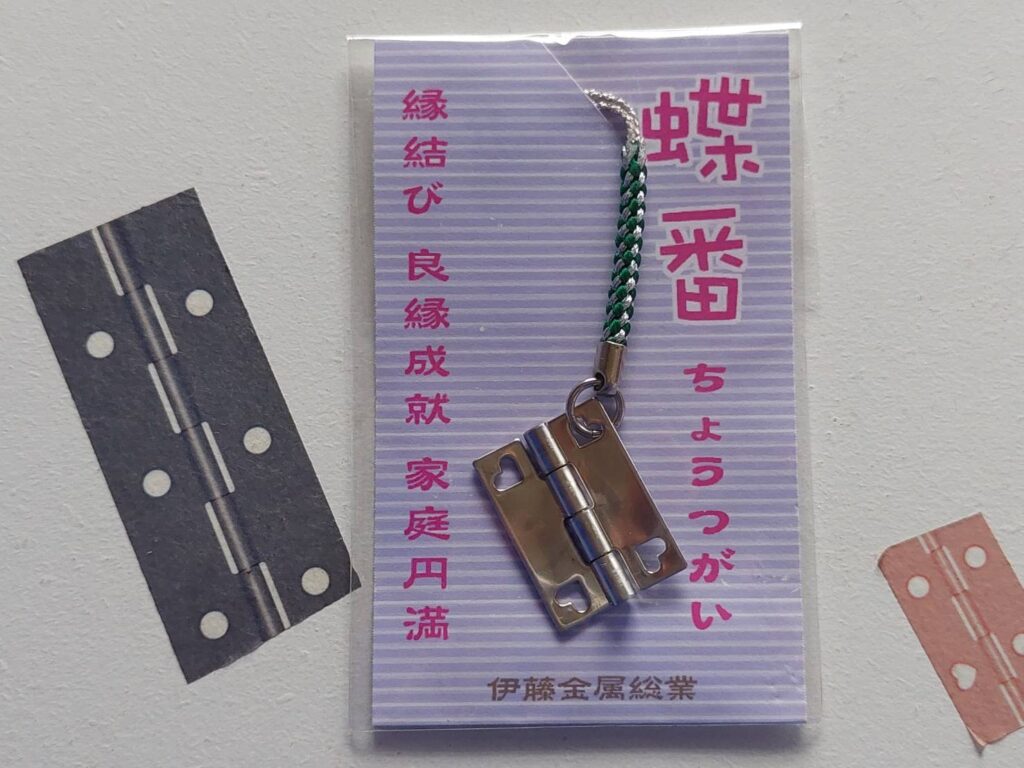 蝶番 ちょうつがい
縁結び 良縁成就 家庭円満
伊藤金属総業